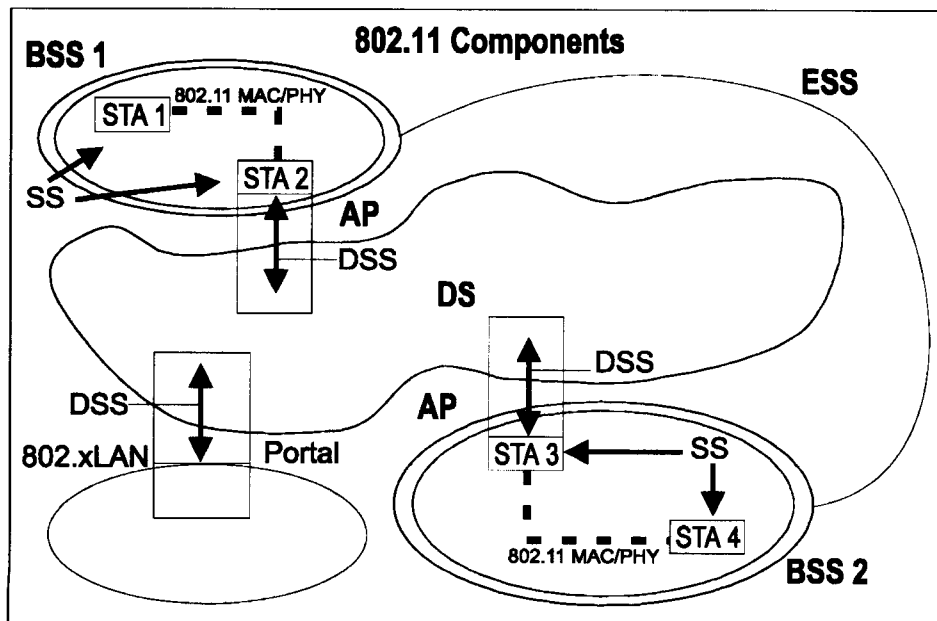 802.11 Components
BSS 1
ESS
802.11 MAC/PHY
STA 1
SS
STA 2
AP
DSS
DS
DSS
DSS
AP
802.xLAN
Portal
STA 3
SS
STA 4
802.11 MAC/PHY
BSS 2